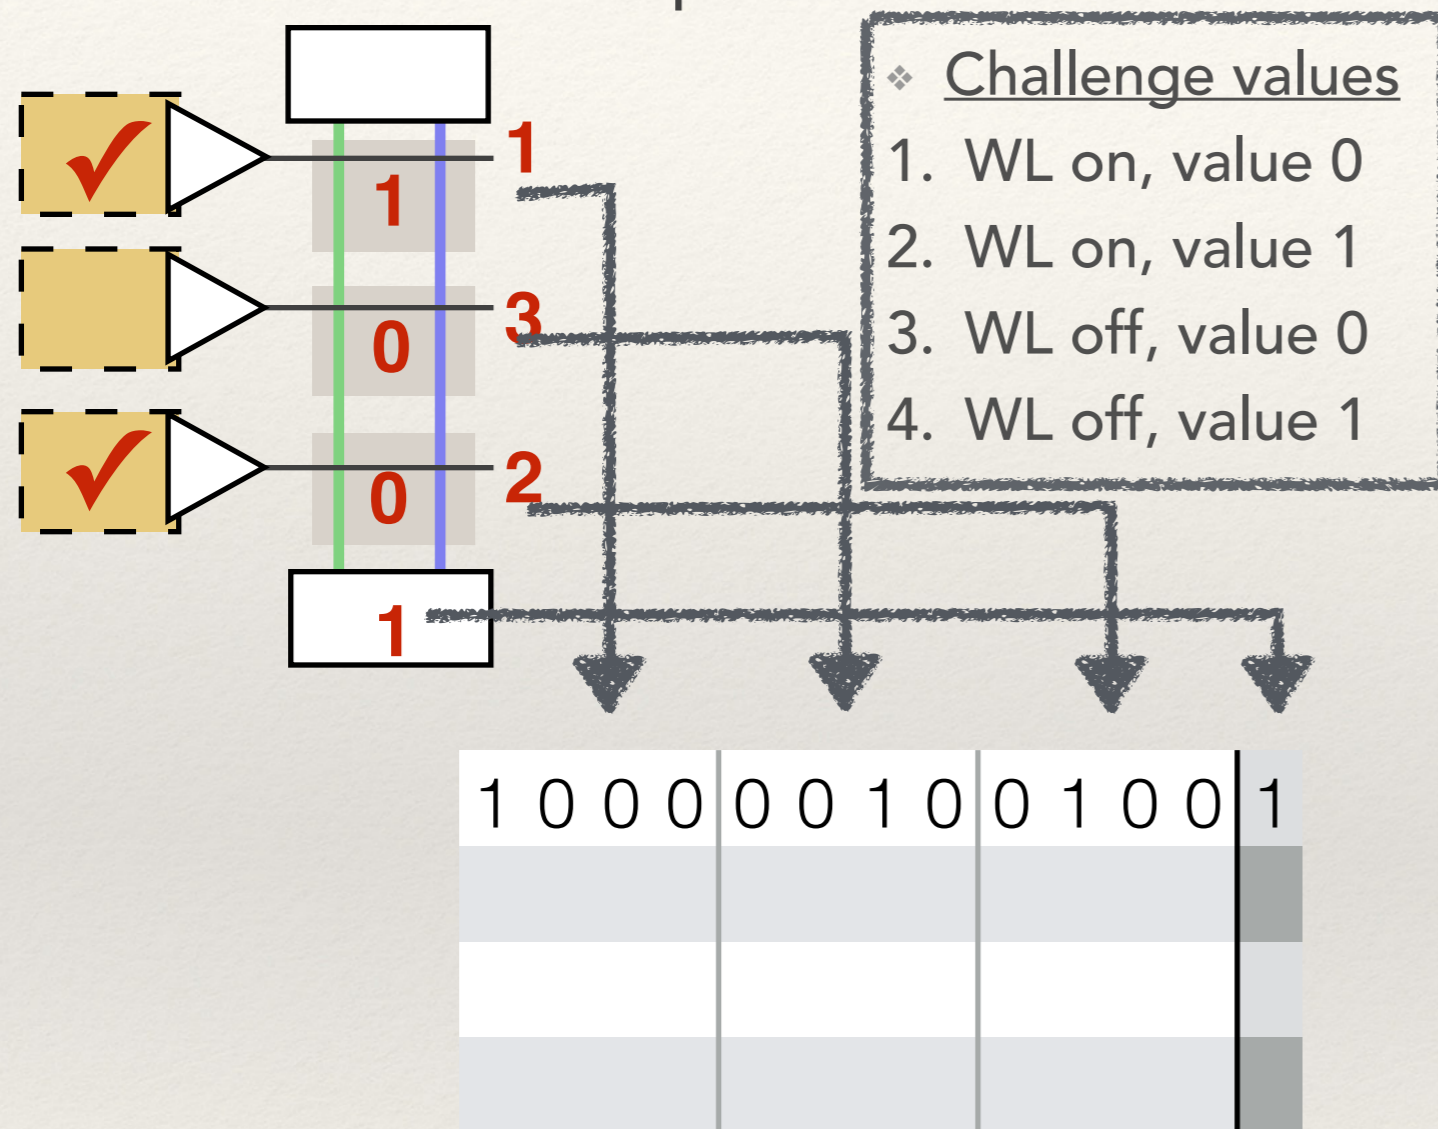 ❖ Challenge values
1. WL on, value 0
2. WL on, value 1
3. WL off, value 0
4. WL off, value 1
1
1
3
0
2
0
1
1 0 0 0 0 0 1 0 0 1 0 0 1